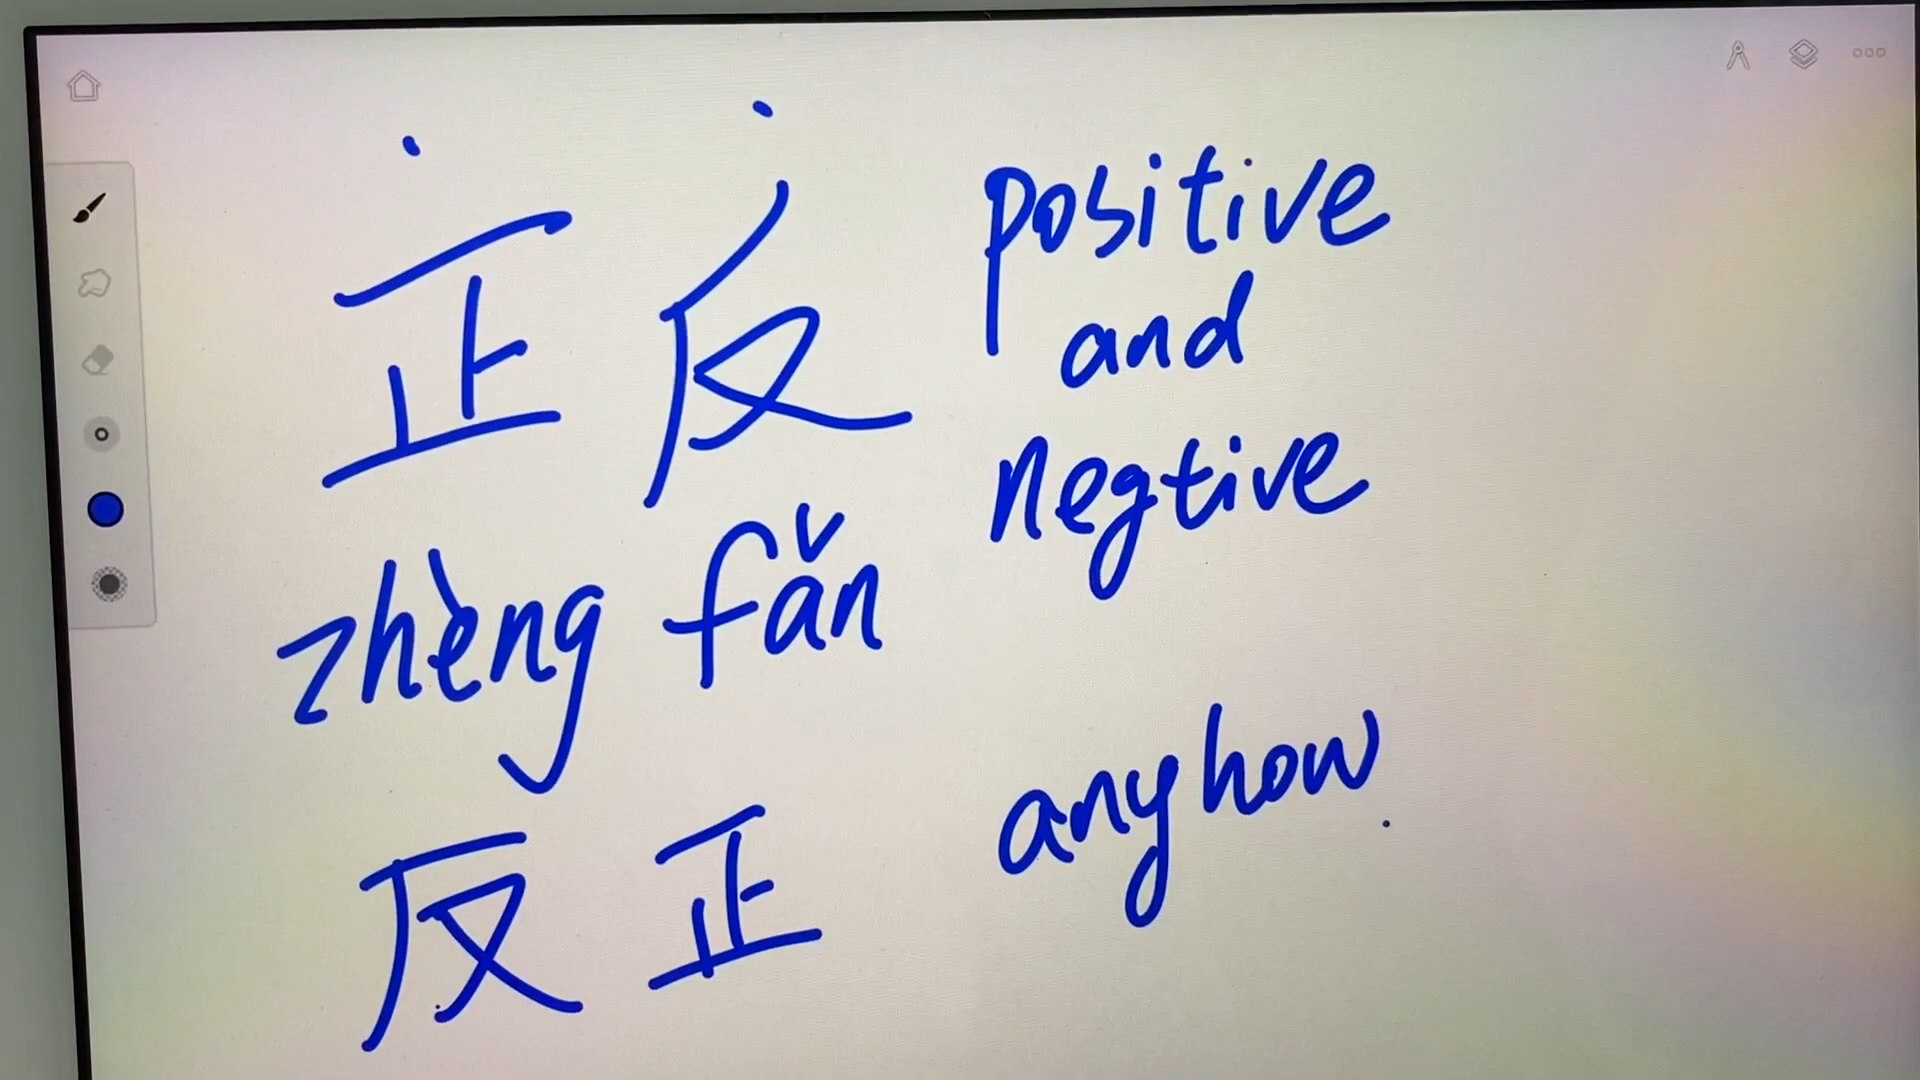 正反
positive
and
negtive
zhèng fǎn
反正
anyhow